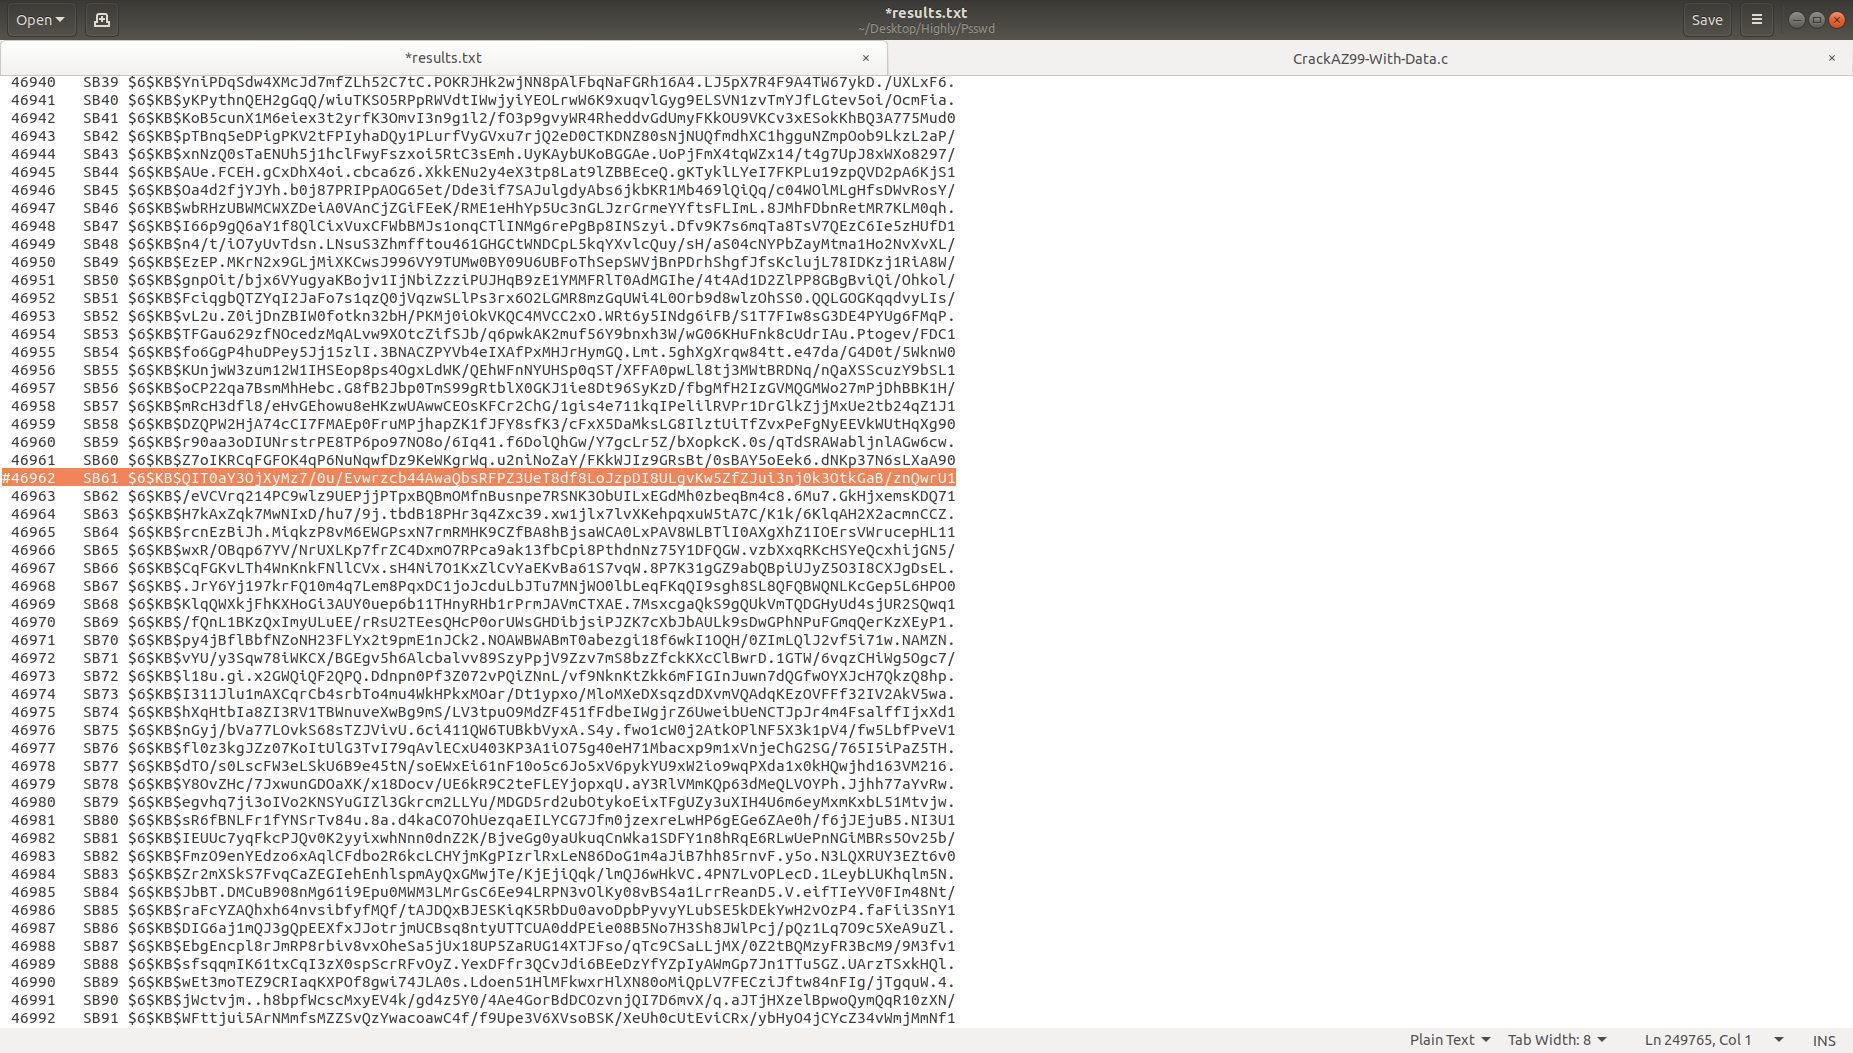 Open
*results.txt
~/Desktop/Highly/Psswd
Save
*results.txt ×
CrackAZ99-With-Data.c ×
46940 SB39 $6$KB$YniPDqSdw4XMcJd7mfZLh52C7tC.POKRJHk2wjNN8pAlFbqNaFGRh16A4.LJ5pX7R4F9A4TW67ykD./UXLxF6.
46941 SB40 $6$KB$yKPythnQEH2gGqQ/wiuTKSO5RPpRWVdtIWwjyiYEOLrwW6K9xuqvlGyg9ELSVN1zvTmYJfLGtev5oi/OcmFia.
46942 SB41 $6$KB$KoB5cunX1M6eiex3t2yrfK3OmvI3n9g1l2/fO3p9gvyWR4RheddvGdUmyFKkOU9VKCv3xESokKhBQ3A775Mud0
46943 SB42 $6$KB$pTBnq5eDPigPKV2tFPIyhaDQy1PLurfVyGVxu7rjQ2eD0CTKDNZ80sNjNUQfmdhXC1hgguNZmpOob9LkzL2aP/
46944 SB43 $6$KB$xnNzQ0sTaENUh5j1hclFwyFszxoi5RtC3sEmh.UyKAybUKoBGGAe.UoPjFmX4tqWZx14/t4g7UpJ8xWXo8297/
46945 SB44 $6$KB$AUe.FCEH.gCxDhX4oi.cbca6z6.XkkENu2y4eX3tp8Lat9lZBBEceQ.gKTyklLYeI7FKPLu19zpQVD2pA6KjS1
46946 SB45 $6$KB$Oa4d2fjYJYh.b0j87PRIPpAOG65et/Dde3if7SAJulgdyAbs6jkbKR1Mb469lQiQq/c04WOlMLgHfsDWvRosY/
46947 SB46 $6$KB$wbRHzUBWMCWXZDeiA0VAnCjZGiFEeK/RME1eHhYp5Uc3nGLJzrGrmeYYftsFLImL.8JMhFDbnRetMR7KLM0qh.
46948 SB47 $6$KB$I66p9gQ6aY1f8QlCixVuxCFWbBMJs1onqCTlINMg6rePgBp8INSzyi.Dfv9K7s6mqTa8TsV7QEzC6Ie5zHUfD1
46949 SB48 $6$KB$n4/t/iO7yUvTdsn.LNsuS3Zhmfftou461GHGCtWNDCpL5kqYXvlcQuy/sH/aS04cNYPbZayMtma1Ho2NvXvXL/
46950 SB49 $6$KB$EzEP.MKrN2x9GLjMiXKCwsJ996VY9TUMw0BY09U6UBFoThSepSWVjBnPDrhShgfJfsKclujL78IDKzj1RiA8W/
46951 SB50 $6$KB$gnpOit/bjx6VYugyaKBojv1IjNbiZzziPUJHqB9zE1YMMFRlT0AdMGIhe/4t4Ad1D2ZlPP8GBgBviQi/Ohkol/
46952 SB51 $6$KB$FciqgbQTZYqI2JaFo7s1qzQ0jVqzwSLlPs3rx6O2LGMR8mzGqUWi4L0Orb9d8wlzOhSS0.QQLGOGKqqdvyLIs/
46953 SB52 $6$KB$vL2u.Z0ijDnZBIW0fotkn32bH/PKMj0iOkVKQC4MVCC2xO.WRt6y5INdg6iFB/S1T7FIw8sG3DE4PYUg6FMqP.
46954 SB53 $6$KB$TFGau629zfNOcedzMqALvw9XOtcZifSJb/q6pwkAK2muf56Y9bnxh3W/wG06KHuFnk8cUdrIAu.Ptogev/FDC1
46955 SB54 $6$KB$fo6GgP4huDPey5Jj15zlI.3BNACZPYVb4eIXAfPxMHJrHymGQ.Lmt.5ghXgXrqw84tt.e47da/G4D0t/5WknW0
46956 SB55 $6$KB$KUnjwW3zum12W1IHSEop8ps4OgxLdWK/QEhWFnNYUHSp0qST/XFFA0pwLl8tj3MWtBRDNq/nQaXSScuzY9bSL1
46957 SB56 $6$KB$oCP22qa7BsmMhHebc.G8fB2Jbp0TmS99gRtblX0GKJ1ie8Dt96SyKzD/fbgMfH2IzGVMQGMWo27mPjDhBBK1H/
46958 SB57 $6$KB$mRcH3dfl8/eHvGEhowu8eHKzwUAwwCEOsKFCr2ChG/1gis4e711kqIPelilRVPr1DrGlkZjjMxUe2tb24qZ1J1
46959 SB58 $6$KB$DZQPW2HjA74cCI7FMAEp0FruMPjhapZK1fJFY8sfK3/cFxX5DaMksLG8IlztUiTfZvxPeFgNyEEVkWUtHqXg90
46960 SB59 $6$KB$r90aa3oDIUNrstrPE8TP6po97NO8o/6Iq41.f6DolQhGw/Y7gcLr5Z/bXopkcK.0s/qTdSRAWabljnlAGw6cw.
46961 SB60 $6$KB$Z7oIKRCqFGFOK4qP6NuNqwfDz9KeWKgrWq.u2niNoZaY/FKkWJIz9GRsBt/0sBAY5oEek6.dNKp37N6sLXaA90
#46962 SB61 $6$KB$QIT0aY3OjXyMz7/0u/Evwrzcb44AwaQbsRFPZ3UeT8df8LoJzpDI8ULgvKw5ZfZJui3nj0k3OtkGaB/znQwrU1
46963 SB62 $6$KB$/eVCVrq214PC9wlz9UEPjjPTpxBQBmOMfnBusnpe7RSNK3ObUILxEGdMh0zbeqBm4c8.6Mu7.GkHjxemsKDQ71
46964 SB63 $6$KB$H7kAxZqk7MwNIxD/hu7/9j.tbdB18PHr3q4Zxc39.xw1jlx7lvXKehpqxuW5tA7C/K1k/6KlqAH2X2acmnCCZ.
46965 SB64 $6$KB$rcnEzBiJh.MiqkzP8vM6EWGPsxN7rmRMHK9CZfBA8hBjsaWCA0LxPAV8WLBTlI0AXgXhZ1IOErsVWrucepHL11
46966 SB65 $6$KB$wxR/OBqp67YV/NrUXLKp7frZC4DxmO7RPca9ak13fbCpi8PthdnNz75Y1DFQGW.vzbXxqRKcHSYeQcxhijGN5/
46967 SB66 $6$KB$CqFGKvLTh4WnKnkFNllCVx.sH4Ni7O1KxZlCvYaEKvBa61S7vqW.8P7K31gGZ9abQBpiUJyZ5O3I8CXJgDsEL.
46968 SB67 $6$KB$.JrY6Yj197krFQ10m4q7Lem8PqxDC1joJcduLbJTu7MNjWO0lbLeqFKqQI9sgh8SL8QFQBWQNLKcGep5L6HPO0
46969 SB68 $6$KB$KlqQWXkjFhKXHoGi3AUY0uep6b11THnyRHb1rPrmJAVmCTXAE.7MsxcgaQkS9gQUkVmTQDGHyUd4sjUR2SQwq1
46970 SB69 $6$KB$/fQnL1BKzQxImyULuEE/rRsU2TEesQHcP0orUWsGHDibjsiPJZK7cXbJbAULk9sDwGPhNPuFGmqQerKzXEyP1.
46971 SB70 $6$KB$py4jBflBbfNZoNH23FLYx2t9pmE1nJCk2.NOAWBWABmT0abezgi18f6wkI1OQH/0ZImLQlJ2vf5i71w.NAMZN.
46972 SB71 $6$KB$vYU/y3Sqw78iWKCX/BGEgv5h6Alcbalvv89SzyPpjV9Zzv7mS8bzZfckKXcClBwrD.1GTW/6vqzCHiWg5Ogc7/
46973 SB72 $6$KB$l18u.gi.x2GWQiQF2QPQ.Ddnpn0Pf3Z072vPQiZNnL/vf9NknKtZkk6mFIGInJuwn7dQGfwOYXJcH7QkzQ8hp.
46974 SB73 $6$KB$I311Jlu1mAXCqrCb4srbTo4mu4WkHPkxMOar/Dt1ypxo/MloMXeDXsqzdDXvmVQAdqKEzOVFFf32IV2AkV5wa.
46975 SB74 $6$KB$hXqHtbIa8ZI3RV1TBWnuveXwBg9mS/LV3tpuO9MdZF451fFdbeIWgjrZ6UweibUeNCTJpJr4m4FsalffIjxXd1
46976 SB75 $6$KB$nGyj/bVa77LOvkS68sTZJVivU.6ci411QW6TUBkbVyxA.S4y.fwo1cW0j2AtkOPlNF5X3k1pV4/fw5LbfPveV1
46977 SB76 $6$KB$fl0z3kgJZz07KoItUlG3TvI79qAvlECxU403KP3A1iO75g40eH71Mbacxp9m1xVnjeChG2SG/765I5iPaZ5TH.
46978 SB77 $6$KB$dTO/s0LscFW3eLSkU6B9e45tN/soEWxEi61nF10o5c6Jo5xV6pykYU9xW2io9wqPXda1x0kHQwjhd163VM216.
46979 SB78 $6$KB$Y8OvZHc/7JxwunGDOaXK/x18Docv/UE6kR9C2teFLEYjopxqU.aY3RlVMmKQp63dMeQLVOYPh.Jjhh77aYvRw.
46980 SB79 $6$KB$egvhq7ji3oIVo2KNSYuGIZl3Gkrcm2LLYu/MDGD5rd2ubOtykoEixTFgUZy3uXIH4U6m6eyMxmKxbL51Mtvjw.
46981 SB80 $6$KB$sR6fBNLFr1fYNSrTv84u.8a.d4kaCO7OhUezqaEILYCG7Jfm0jzexreLwHP6gEGe6ZAe0h/f6jJEjuB5.NI3U1
46982 SB81 $6$KB$IEUUc7yqFkcPJQv0K2yyixwhNnn0dnZ2K/BjveGg0yaUkuqCnWka1SDFY1n8hRqE6RLwUePnNGiMBRs5Ov25b/
46983 SB82 $6$KB$FmzO9enYEdzo6xAqlCFdbo2R6kcLCHYjmKgPIzrlRxLeN86DoG1m4aJiB7hh85rnvF.y5o.N3LQXRUY3EZt6v0
46984 SB83 $6$KB$Zr2mXSkS7FvqCaZEGIehEnhlspmAyQxGMwjTe/KjEjiQqk/lmQJ6wHkVC.4PN7LvOPLecD.1LeybLUKhqlm5N.
46985 SB84 $6$KB$JbBT.DMCuB908nMg61i9Epu0MWM3LMrGsC6Ee94LRPN3vOlKy08vBS4a1LrrReanD5.V.eifTIeYV0FIm48Nt/
46986 SB85 $6$KB$raFcYZAQhxh64nvsibfyfMQf/tAJDQxBJESKiqK5RbDu0avoDpbPyvyYLubSE5kDEkYwH2vOzP4.faFii3SnY1
46987 SB86 $6$KB$DIG6aj1mQJ3gQpEEXfxJJotrjmUCBsq8ntyUTTCUA0ddPEie08B5No7H3Sh8JWlPcj/pQz1Lq7O9c5XeA9uZl.
46988 SB87 $6$KB$EbgEncpl8rJmRP8rbiv8vxOheSa5jUx18UP5ZaRUG14XTJFso/qTc9CSaLLjMX/0Z2tBQMzyFR3BcM9/9M3fv1
46989 SB88 $6$KB$sfsqqmIK61txCqI3zX0spScrRFvOyZ.YexDFfr3QCvJdi6BEeDzYfYZpIyAWmGp7Jn1TTu5GZ.UArzTSxkHQl.
46990 SB89 $6$KB$wEt3moTEZ9CRIaqKXPOf8gwi74JLA0s.Ldoen51HlMFkwxrHlXN80oMiQpLV7FECziJftw84nFIg/jTgquW.4.
46991 SB90 $6$KB$jWctvjm..h8bpfWcscMxyEV4k/gd4z5Y0/4Ae4GorBdDCOzvnjQI7D6mvX/q.aJTjHXzelBpwoQymQqR10zXN/
46992 SB91 $6$KB$WFttjui5ArNMmfsMZZSvQzYwacoawC4f/f9Upe3V6XVsoBSK/XeUh0cUtEviCRx/ybHyO4jCYcZ34vWmjMmNf1
Plain Text Tab Width: 8 Ln 249765, Col 1 INS